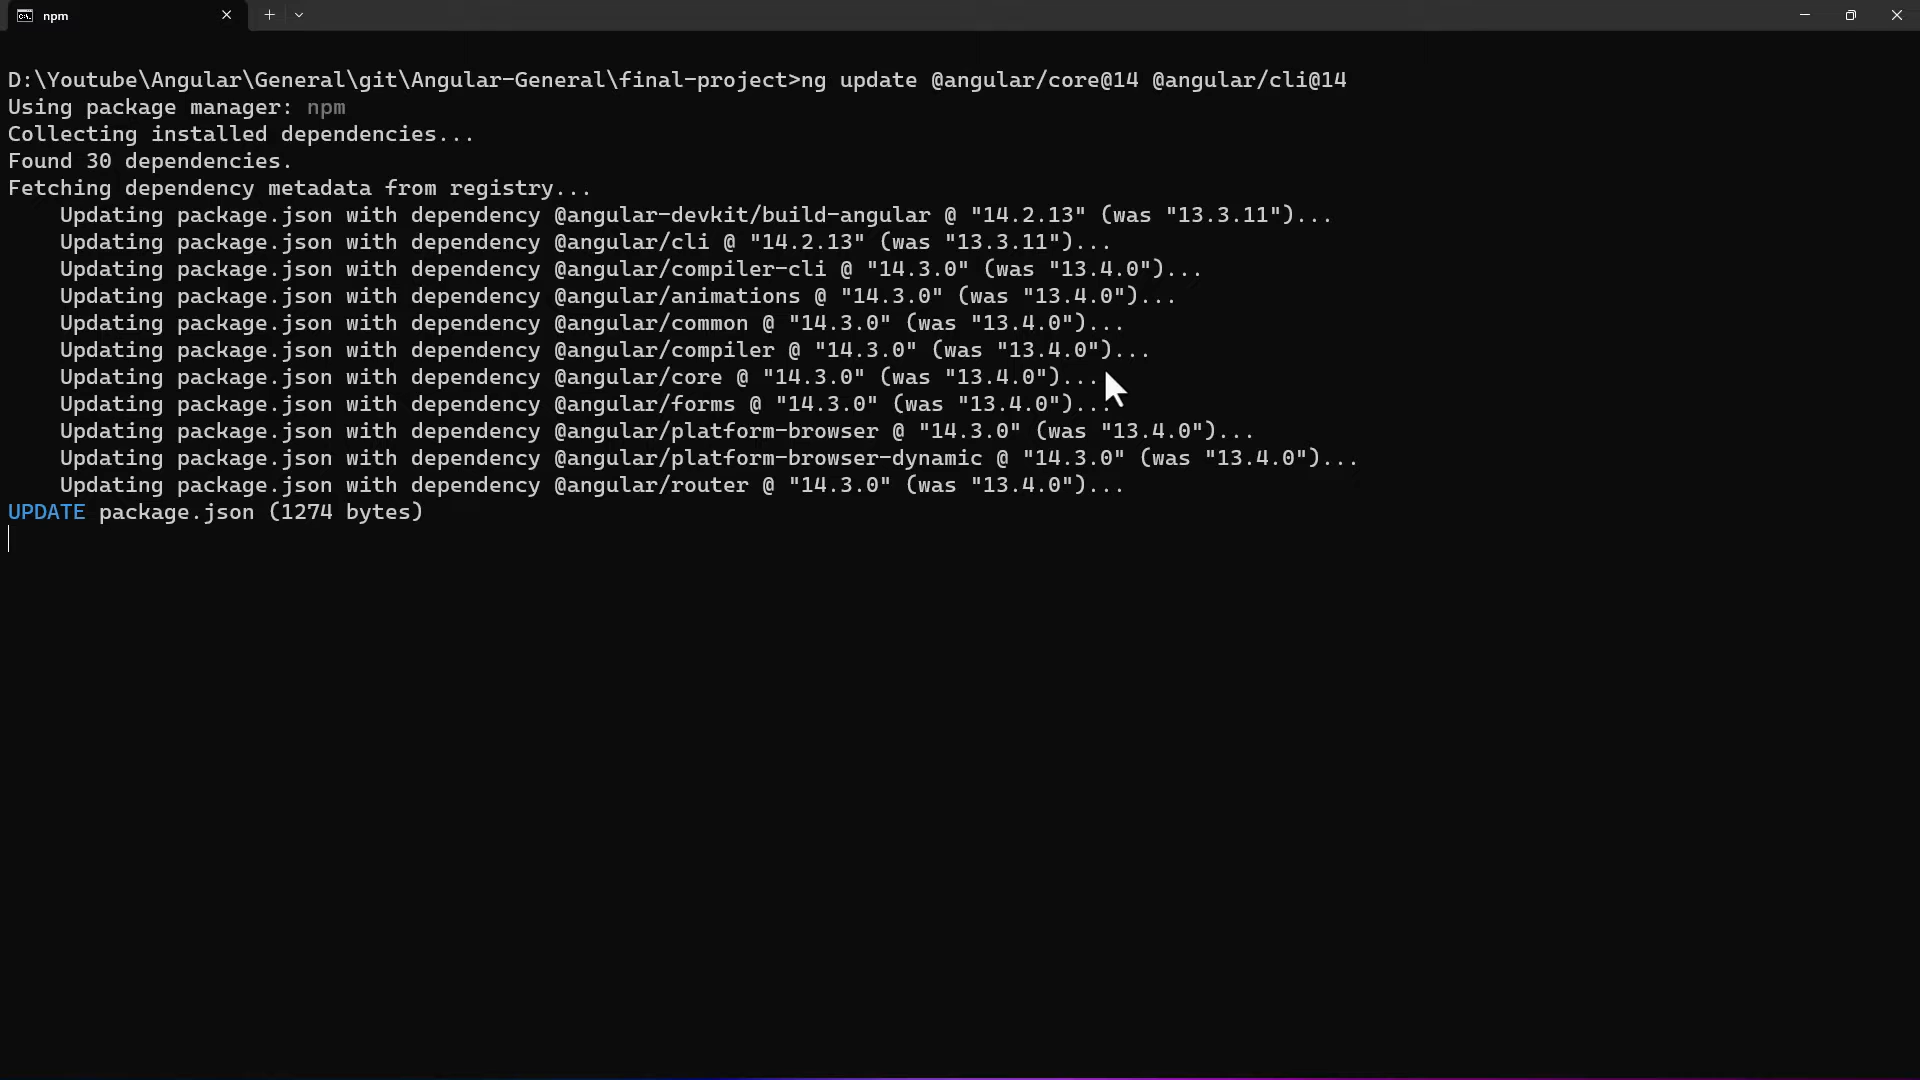 npm
D:\Youtube\Angular\General\git\Angular-General\final-project>ng update @angular/core@14 @angular/cli@14
Using package manager: npm
Collecting installed dependencies...
Found 30 dependencies.
Fetching dependency metadata from registry...
    Updating package.json with dependency @angular-devkit/build-angular @ "14.2.13" (was "13.3.11")...
    Updating package.json with dependency @angular/cli @ "14.2.13" (was "13.3.11")...
    Updating package.json with dependency @angular/compiler-cli @ "14.3.0" (was "13.4.0")...
    Updating package.json with dependency @angular/animations @ "14.3.0" (was "13.4.0")...
    Updating package.json with dependency @angular/common @ "14.3.0" (was "13.4.0")...
    Updating package.json with dependency @angular/compiler @ "14.3.0" (was "13.4.0")...
    Updating package.json with dependency @angular/core @ "14.3.0" (was "13.4.0")...
    Updating package.json with dependency @angular/forms @ "14.3.0" (was "13.4.0")...
    Updating package.json with dependency @angular/platform-browser @ "14.3.0" (was "13.4.0")...
    Updating package.json with dependency @angular/platform-browser-dynamic @ "14.3.0" (was "13.4.0")...
    Updating package.json with dependency @angular/router @ "14.3.0" (was "13.4.0")...
UPDATE package.json (1274 bytes)